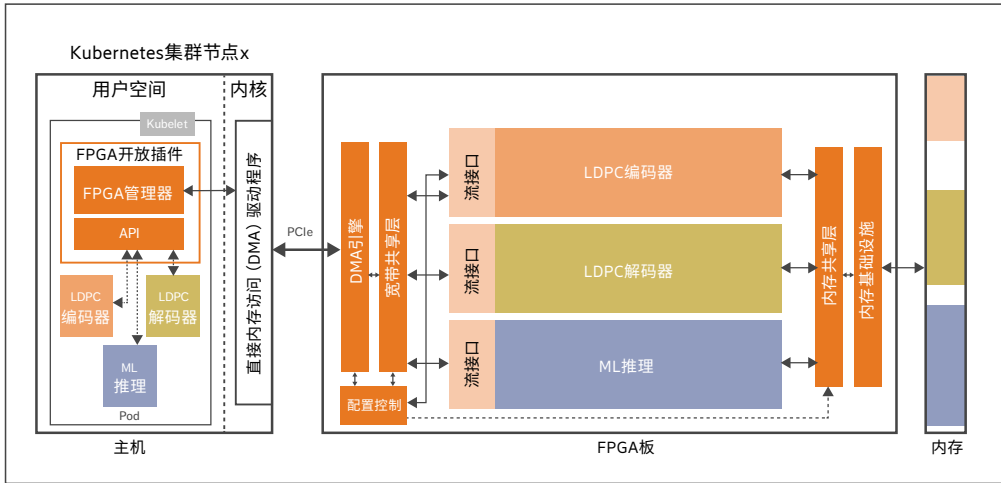 Kubernetes集群节点x
用户空间
内核
Kubelet
FPGA开放插件
FPGA管理器
API
LDPC
编码器
LDPC
解码器
ML
推理
Pod
直接内存访问（DMA）驱动程序
主机
PCIe
DMA引擎
宽带共享层
配置控制
流接口
LDPC编码器
流接口
LDPC解码器
流接口
ML推理
内存共享层
内存基础设施
FPGA板
内存